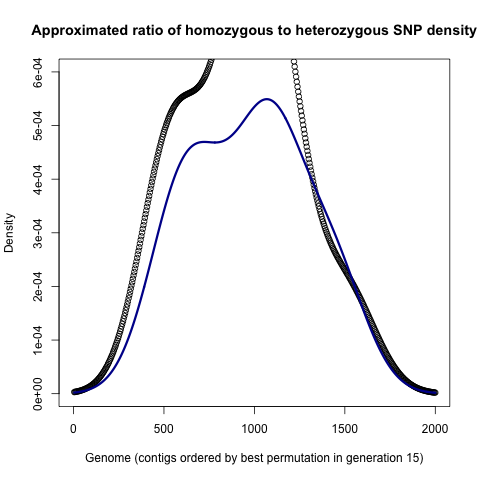 Approximated ratio of homozygous to heterozygous SNP density
Density
6e-04
5e-04
4e-04
3e-04
2e-04
1e-04
0e+00
0 500 1000 1500 2000
Genome (contigs ordered by best permutation in generation 15)